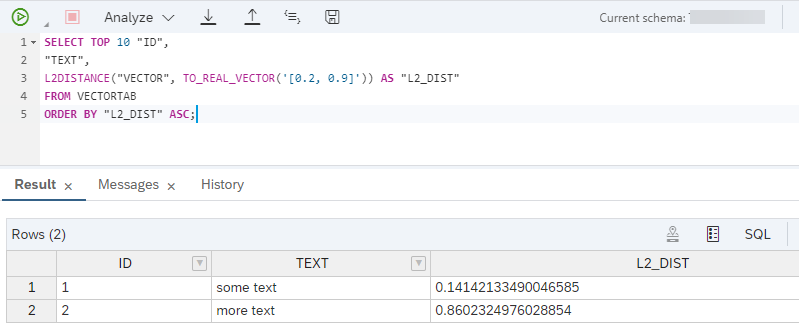 Analyze
Current schema:
1 SELECT TOP 10 "ID",
2 "TEXT",
3 L2DISTANCE("VECTOR", TO_REAL_VECTOR('[0.2, 0.9]')) AS "L2_DIST"
4 FROM VECTORTAB
5 ORDER BY "L2_DIST" ASC;
Result Messages History
Rows (2) SQL
ID TEXT L2_DIST
1 1 some text 0.14142133490046585
2 2 more text 0.8602324976028854